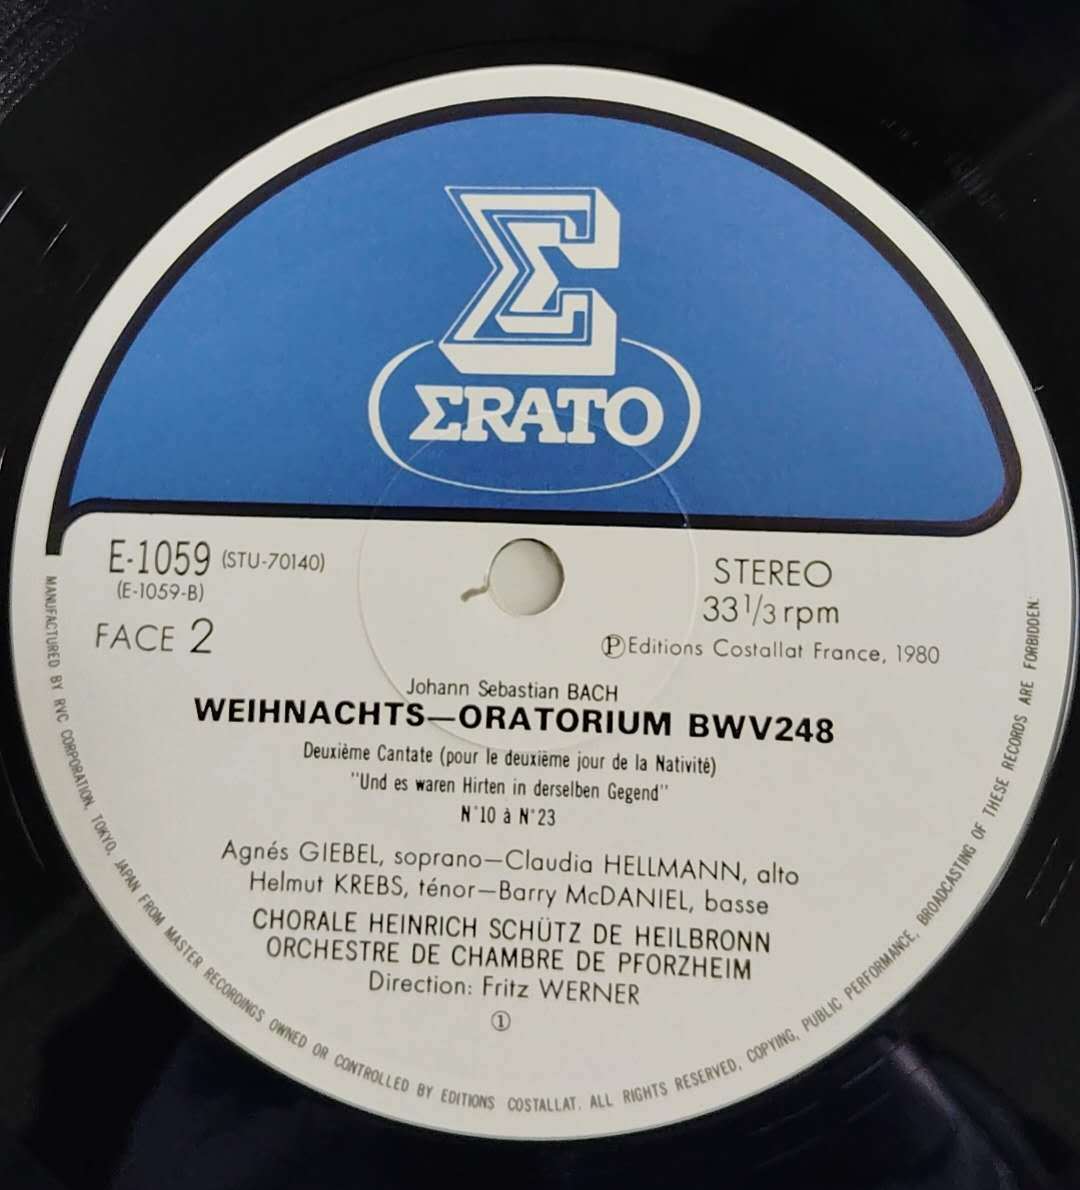 Σ
ΣRATO
E-1059 (STU-70140)
(E-1059-B)
FACE 2
STEREO
33 1/3 rpm
ⓅEditions Costallat France, 1980
Johann Sebastian BACH
WEIHNACHTS—ORATORIUM BWV248
Deuxième Cantate (pour le deuxième jour de la Nativité)
"Und es waren Hirten in derselben Gegend"
N°10 à N°23
Agnés GIEBEL, soprano—Claudia HELLMANN, alto
Helmut KREBS, ténor—Barry McDANIEL, basse
CHORALE HEINRICH SCHÜTZ DE HEILBRONN
ORCHESTRE DE CHAMBRE DE PFORZHEIM
Direction: Fritz WERNER
①
MANUFACTURED BY RVC CORPORATION, TOKYO, JAPAN FROM MASTER RECORDINGS OWNED OR CONTROLLED BY EDITIONS COSTALLAT. ALL RIGHTS RESERVED, COPYING, PUBLIC PERFORMANCE, BROADCASTING OF THESE RECORDS ARE FORBIDDEN.